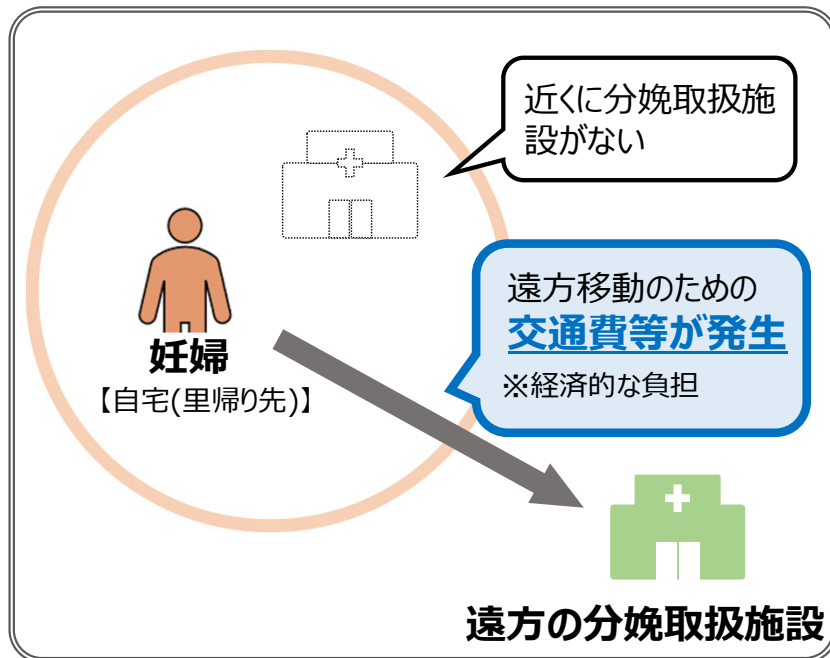 近くに分娩取扱施
設がない
遠方移動のための
交通費等が発生
※経済的な負担
妊婦
【自宅(里帰り先)】
遠方の分娩取扱施設